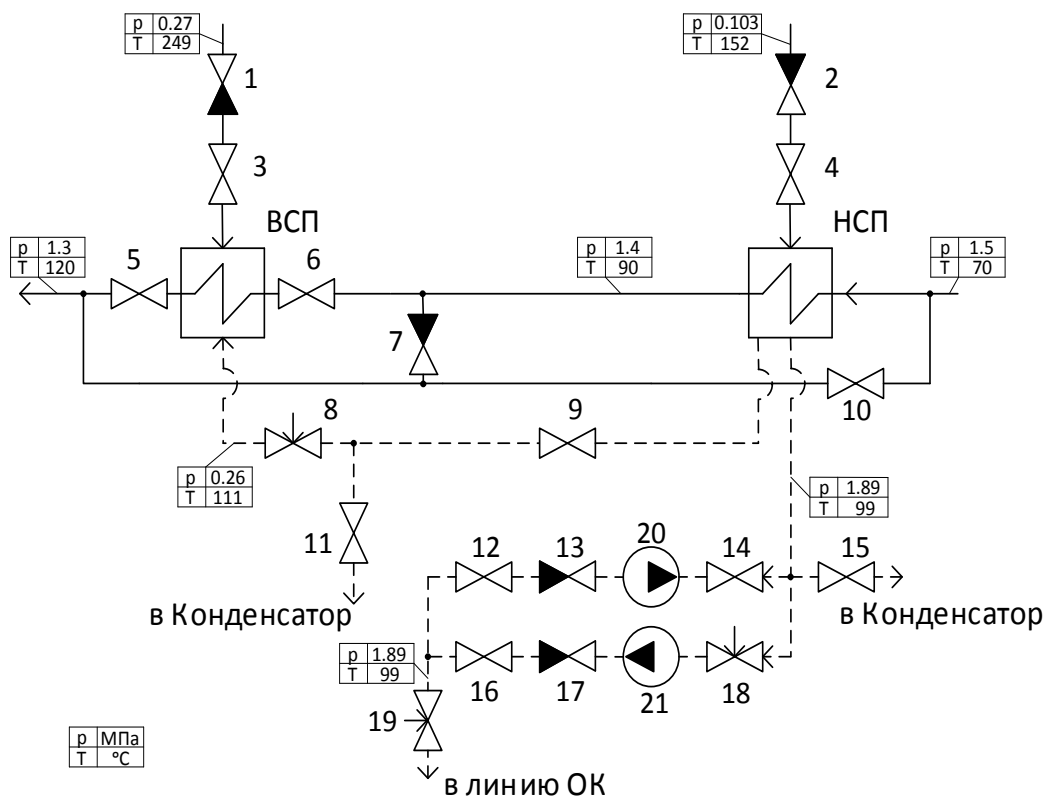 р 0.27
Т 249
р 0.103
Т 152
1
2
3
4
ВСП
НСП
р 1.3
Т 120
5
6
р 1.4
Т 90
р 1.5
Т 70
7
8
9
10
р 0.26
Т 111
р 1.89
Т 99
11
12
13
20
14
15
в Конденсатор
в Конденсатор
р 1.89
Т 99
16
17
21
18
19
р МПа
Т °С
в линию ОК